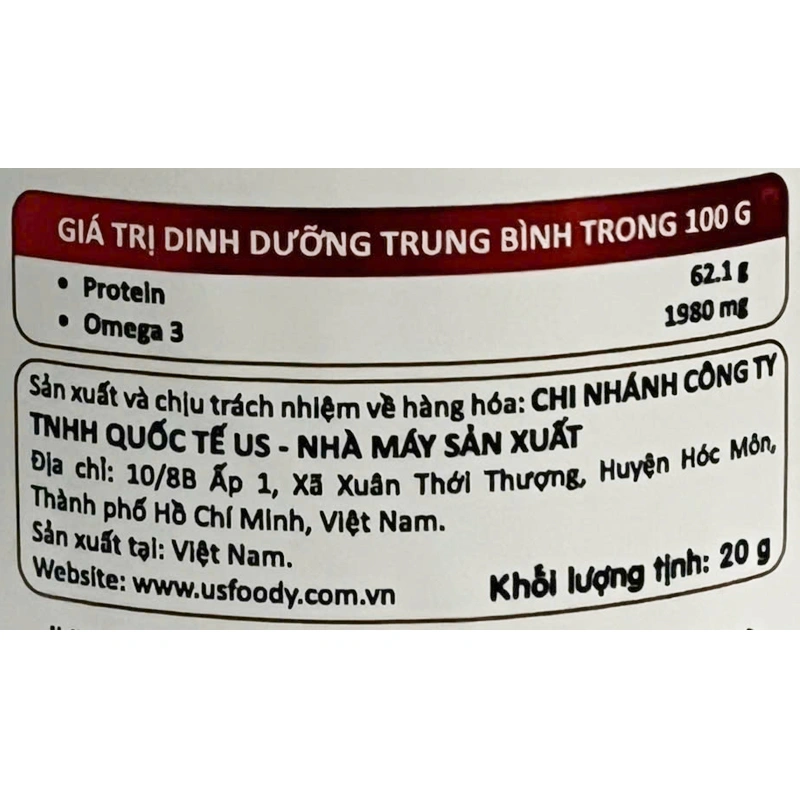 GIÁ TRỊ DINH DƯỠNG TRUNG BÌNH TRONG 100 G
• Protein 62.1 g
• Omega 3 1980 mg
Sản xuất và chịu trách nhiệm về hàng hóa: CHI NHÁNH CÔNG TY
TNHH QUỐC TẾ US - NHÀ MÁY SẢN XUẤT
Địa chỉ: 10/8B Ấp 1, Xã Xuân Thới Thượng, Huyện Hóc Môn,
Thành phố Hồ Chí Minh, Việt Nam.
Sản xuất tại: Việt Nam.
Website: www.usfoody.com.vn Khối lượng tịnh: 20 g